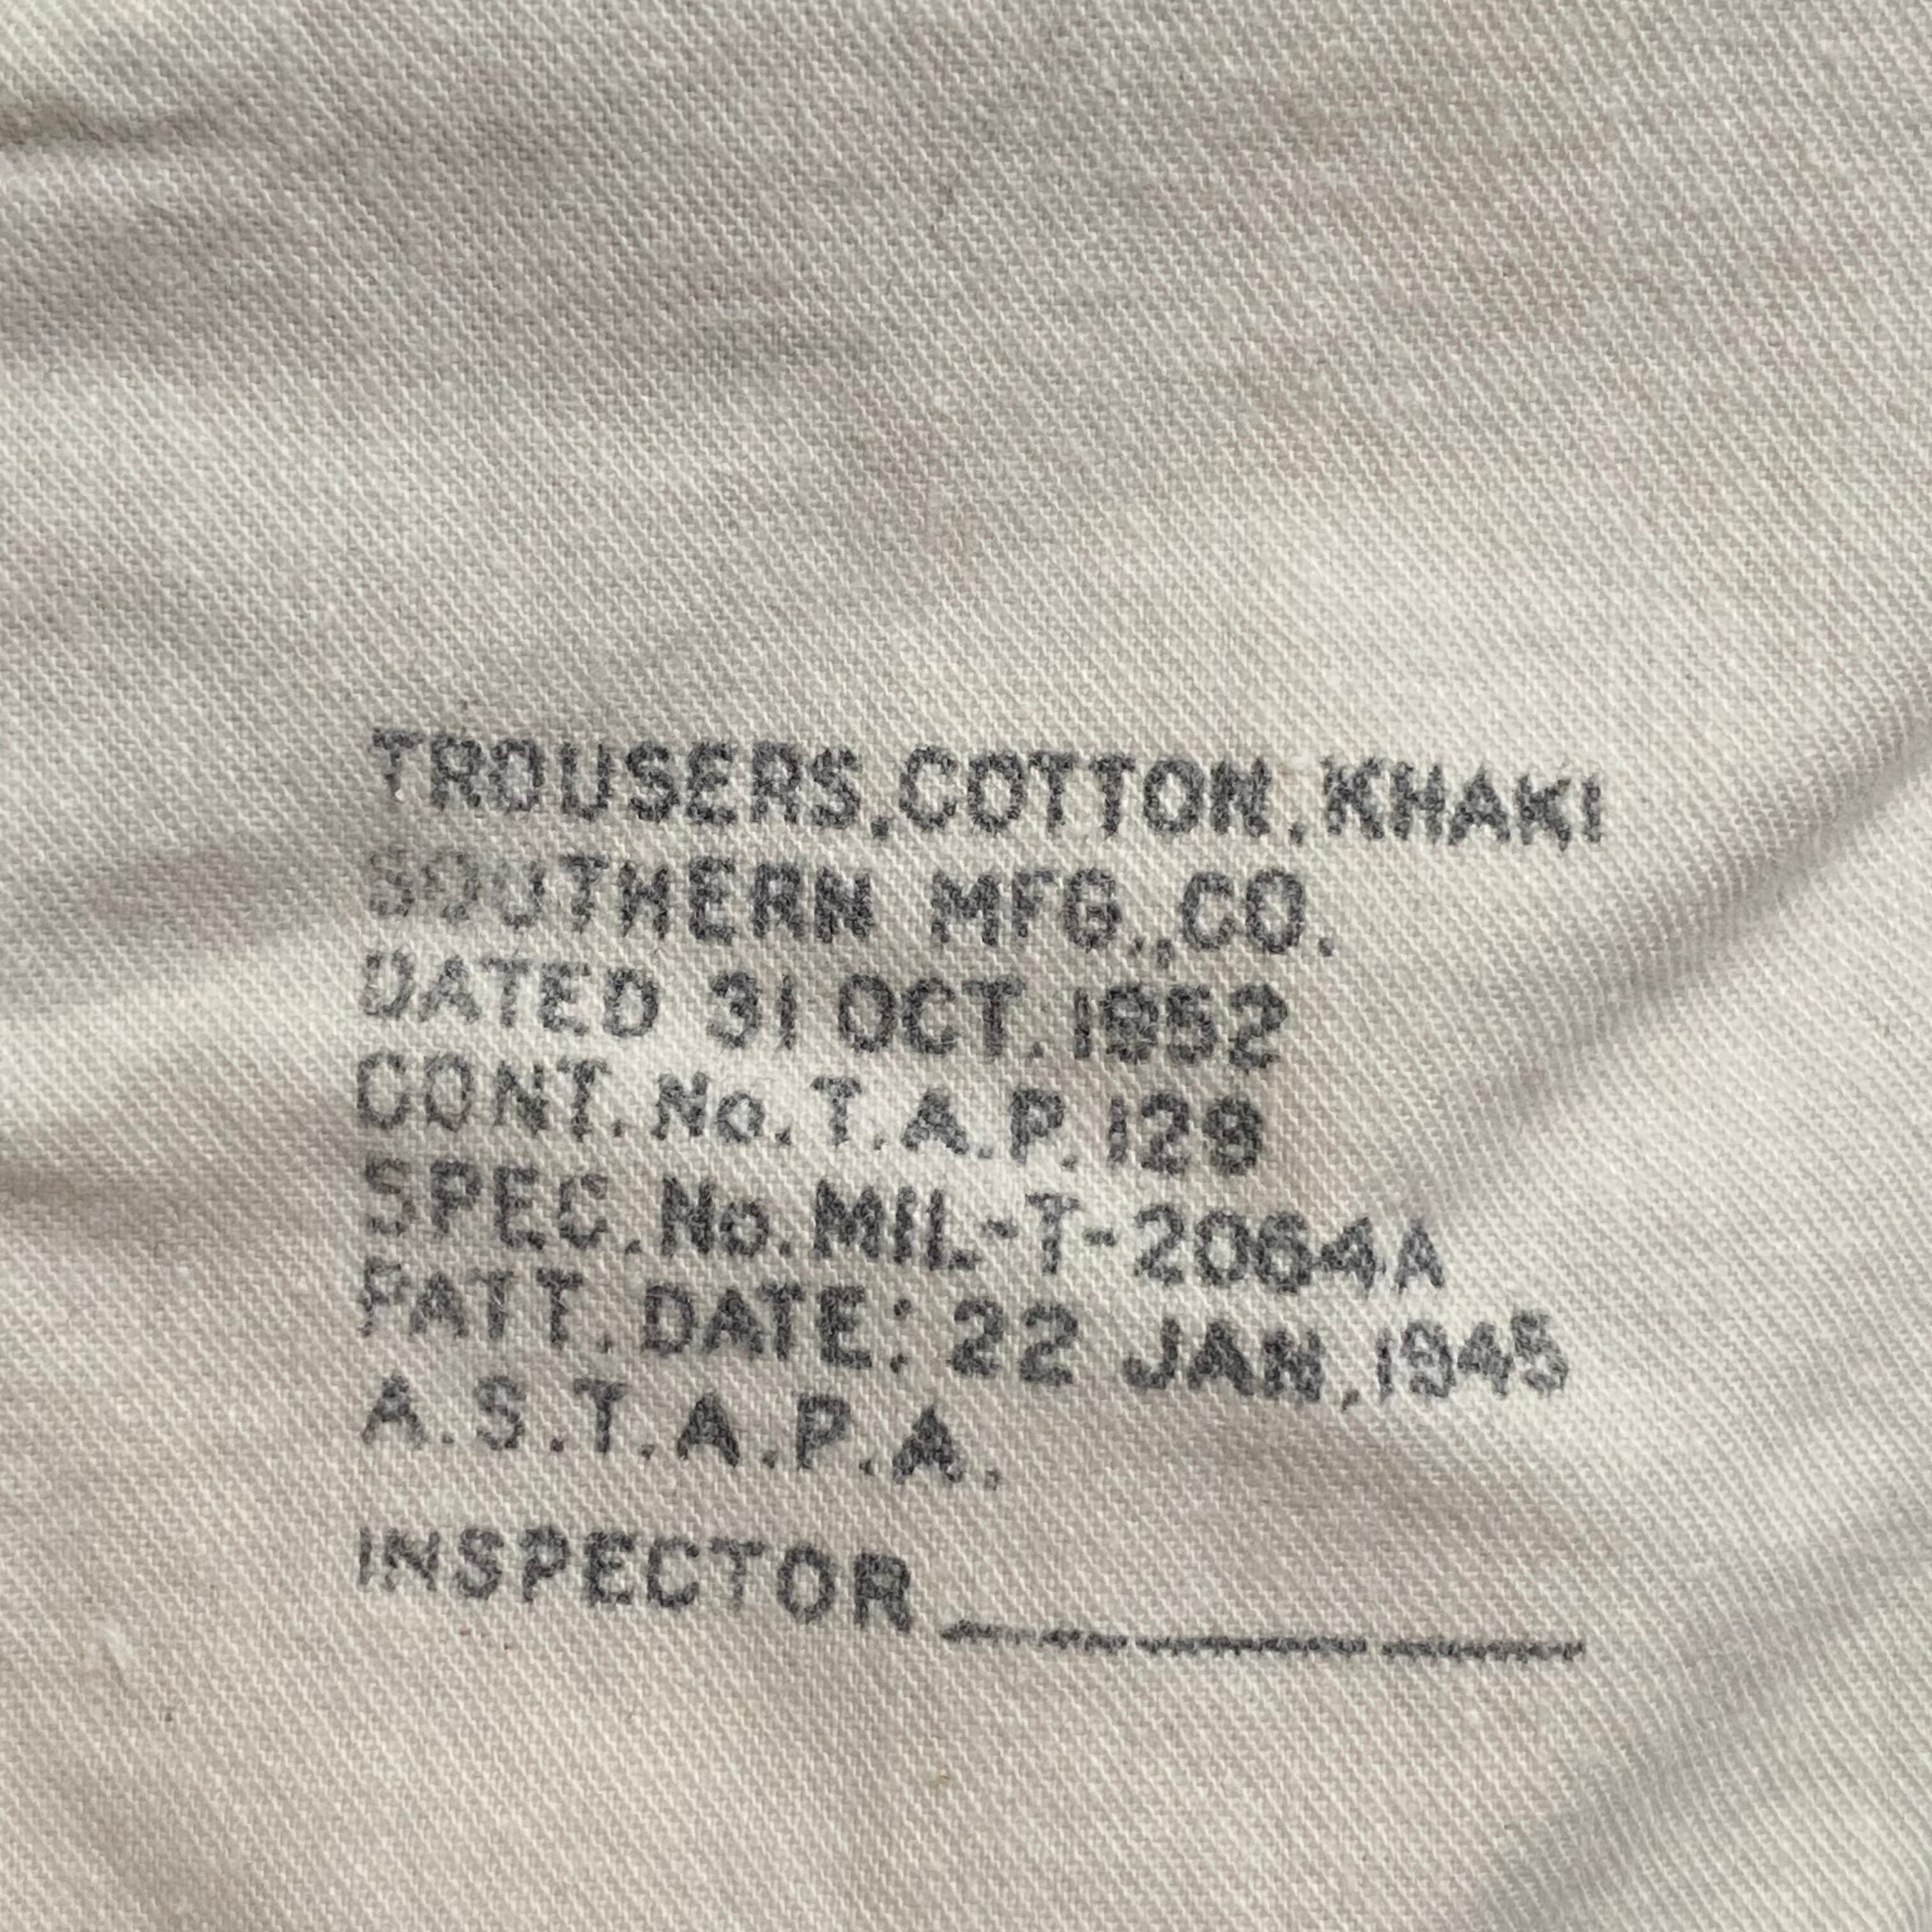 TROUSERS,COTTON,KHAKI
SOUTHERN MFG.,CO.
DATED 31 OCT. 1952
CONT. No. T.A.P. 129
SPEC. No. MIL-T-2064A
PATT. DATE: 22 JAN, 1945
A.S.T.A.P.A.
INSPECTOR